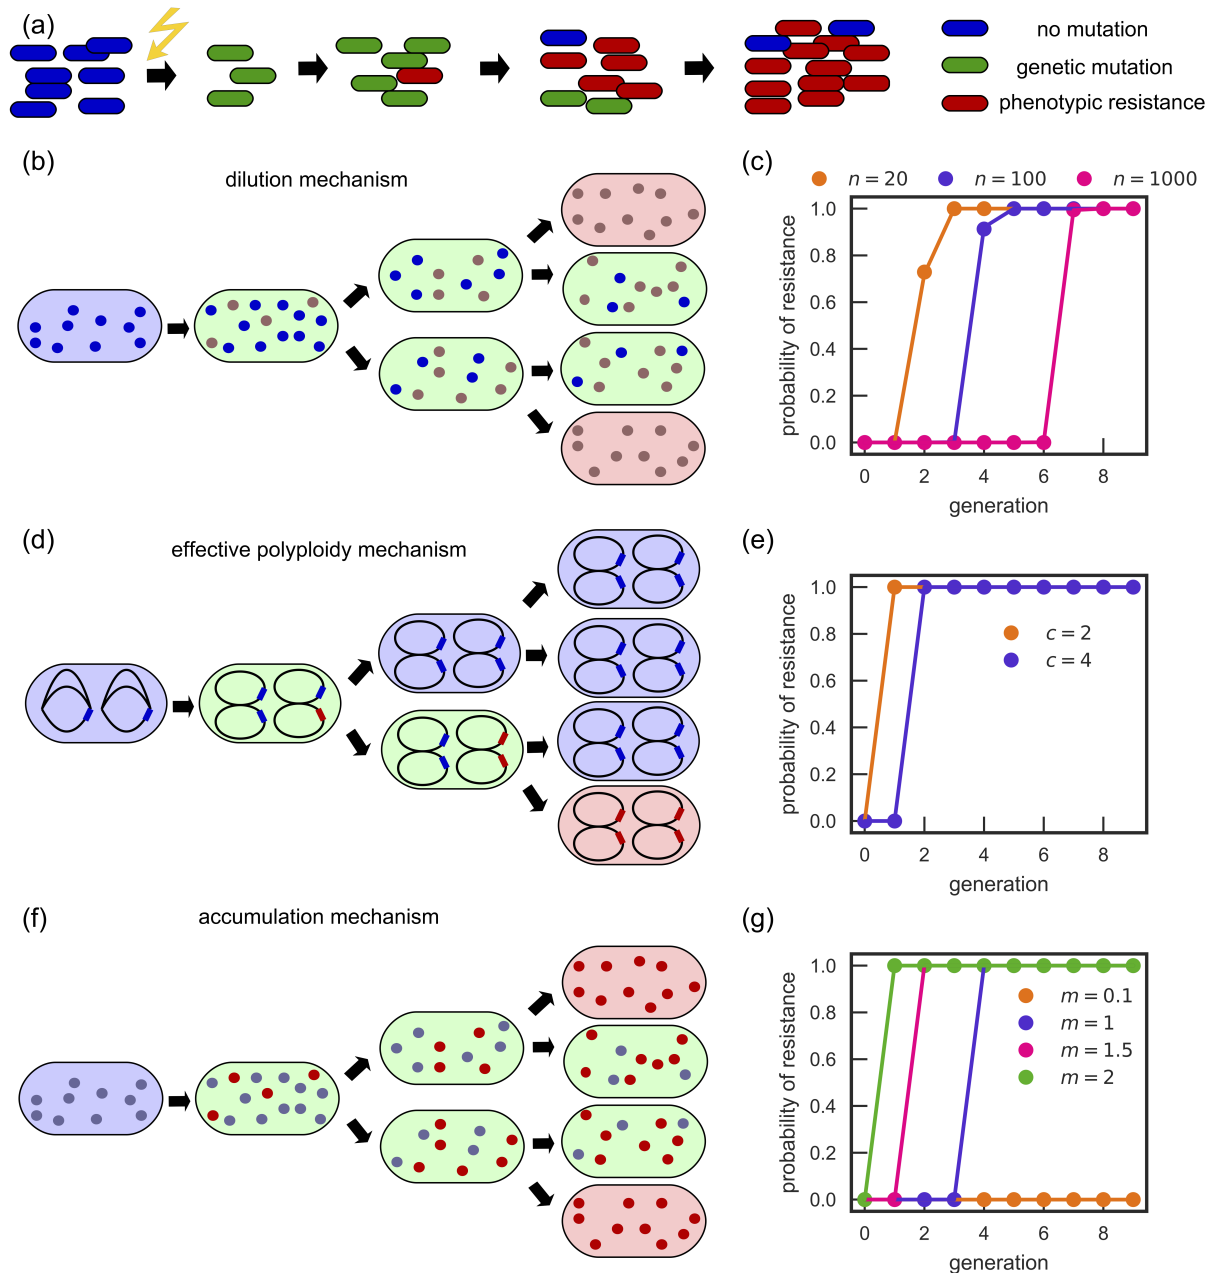 (a)
no mutation
genetic mutation
phenotypic resistance
(b)
dilution mechanism
(c)
n = 20
n = 100
n = 1000
1.0
0.8
0.6
0.4
0.2
0.0
probability of resistance
0 2 4 6 8
generation
(d)
effective polyploidy mechanism
(e)
1.0
0.8
0.6
0.4
0.2
0.0
probability of resistance
c = 2
c = 4
0 2 4 6 8
generation
(f)
accumulation mechanism
(g)
1.0
0.8
0.6
0.4
0.2
0.0
probability of resistance
m = 0.1
m = 1
m = 1.5
m = 2
0 2 4 6 8
generation